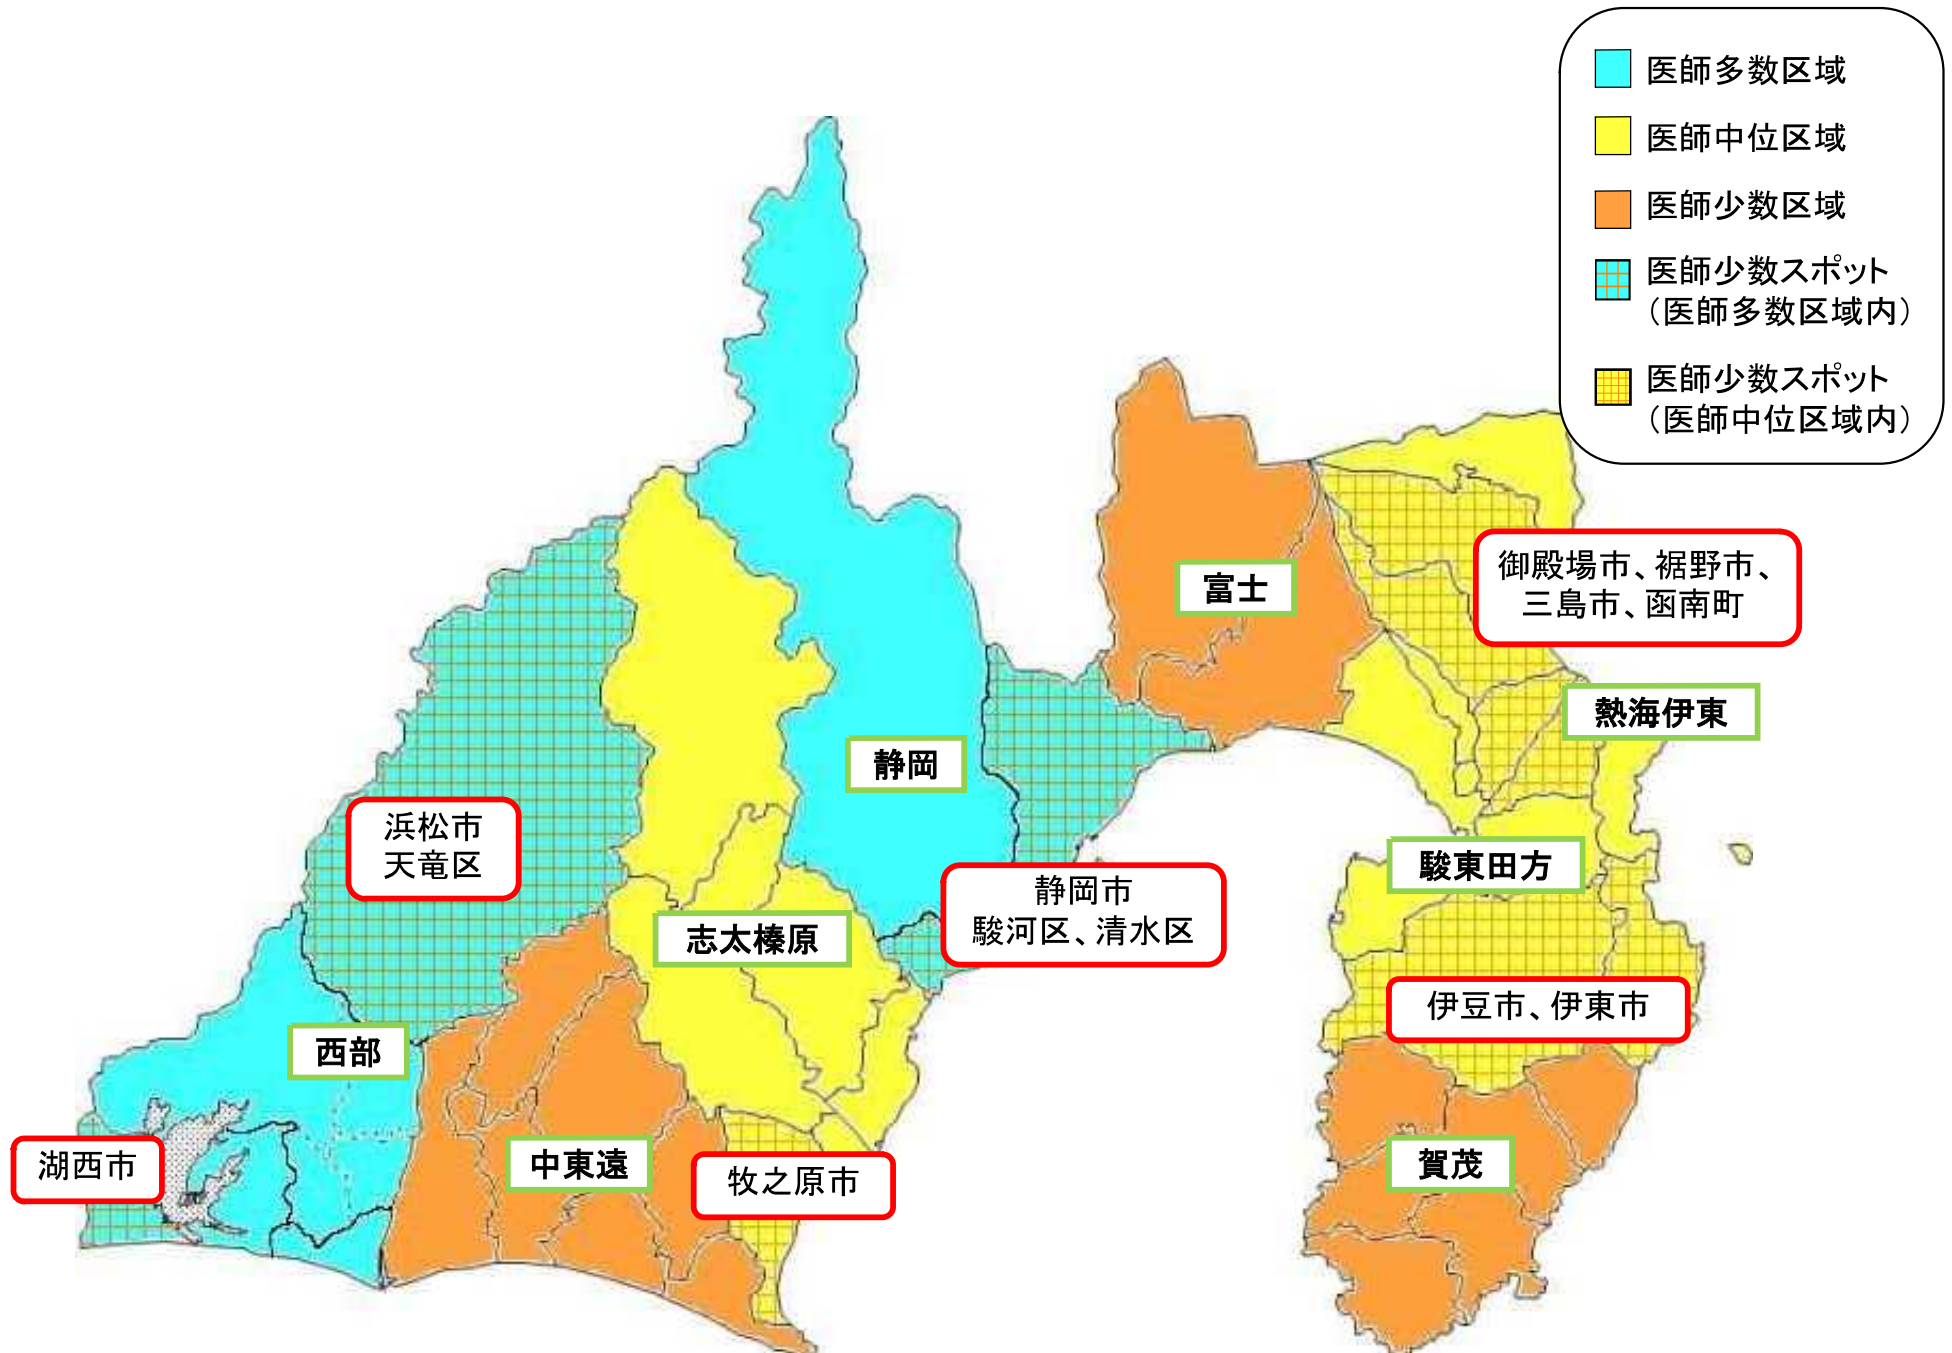 医師多数区域
医師中位区域
医師少数区域
医師少数スポット
（医師多数区域内）
医師少数スポット
（医師中位区域内）
御殿場市、裾野市、
三島市、函南町
富士
熱海伊東
静岡
浜松市
天竜区
駿東田方
静岡市
駿河区、清水区
志太榛原
伊豆市、伊東市
西部
湖西市
中東遠
牧之原市
賀茂